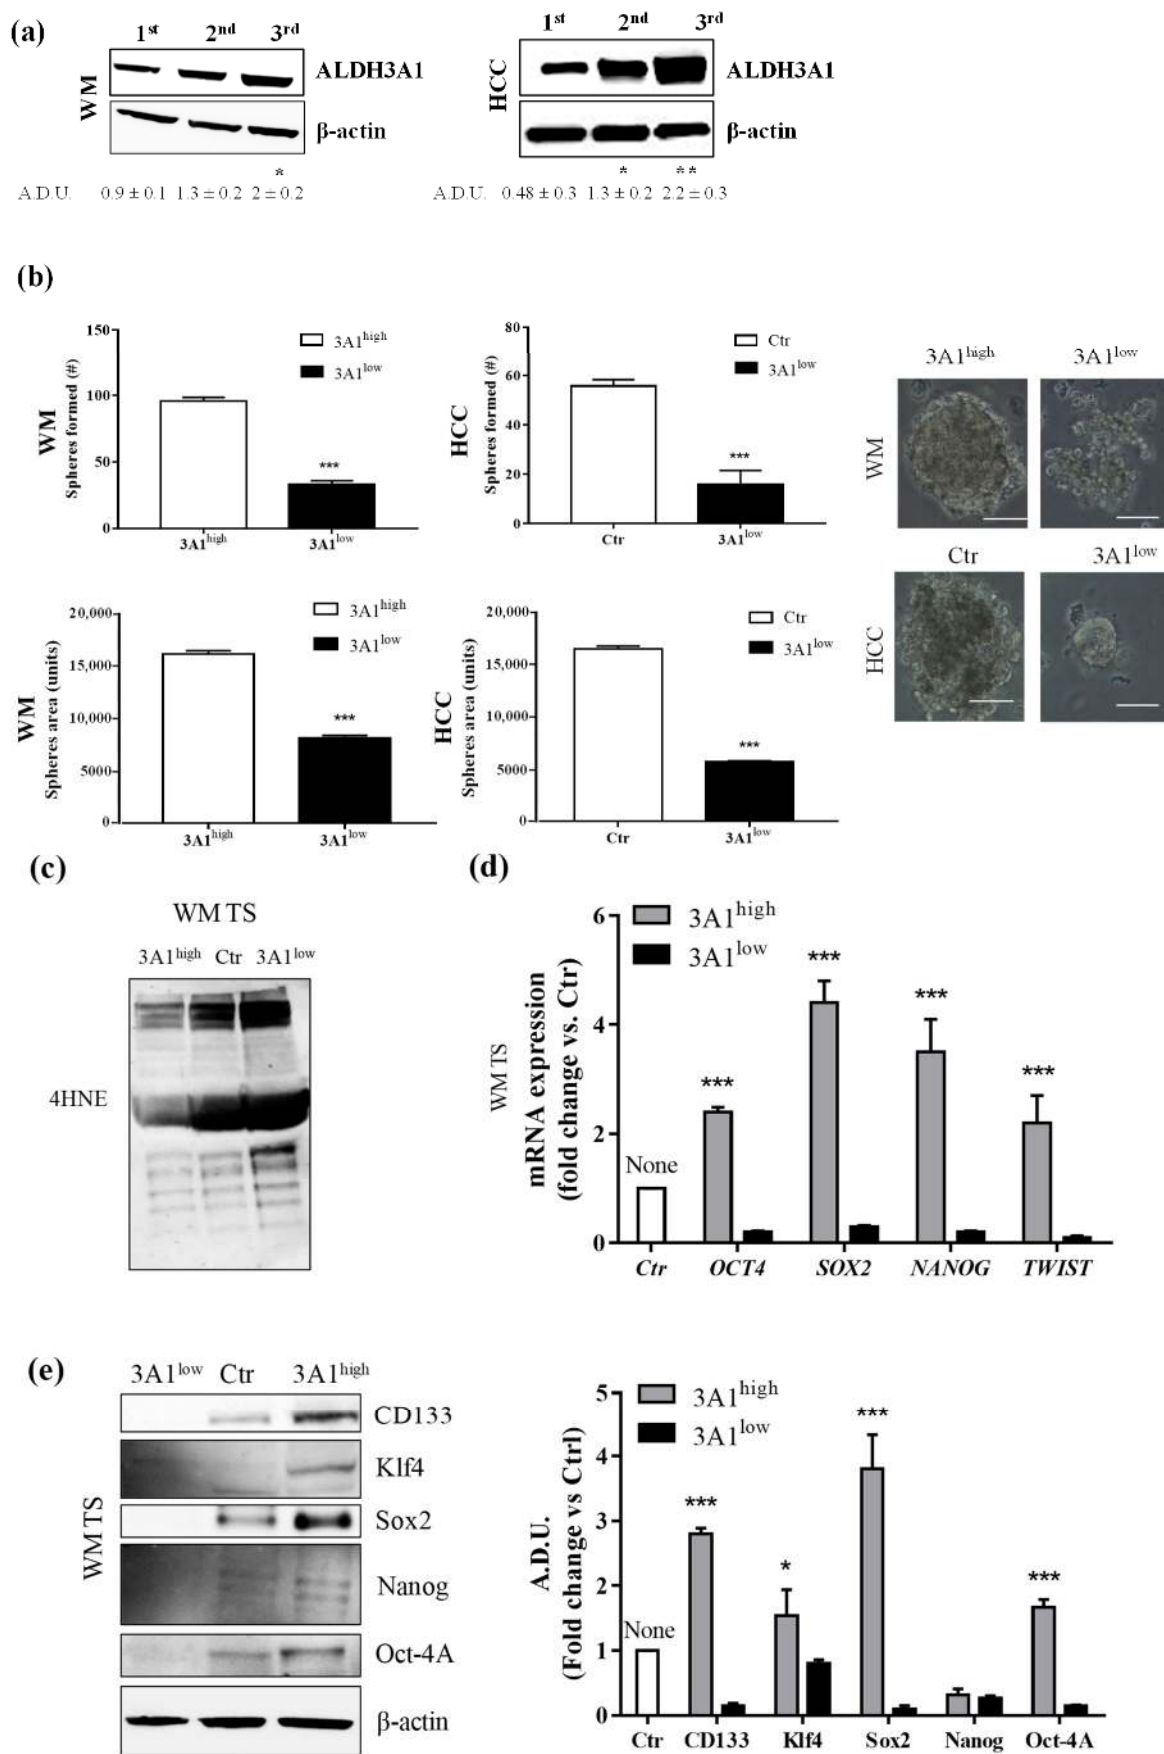 (a)
1st 2nd 3rd
WM
ALDH3A1
β-actin
*
A.D.U. 0.9 ± 0.1 1.3 ± 0.2 2 ± 0.2
1st 2nd 3rd
HCC
ALDH3A1
β-actin
* **
A.D.U. 0.48 ± 0.3 1.3 ± 0.2 2.2 ± 0.3
(b)
WM
Spheres formed (#)
150
100
50
0
3A1high
3A1low
***
3A1high 3A1low
HCC
Spheres formed (#)
80
60
40
20
0
Ctr
3A1low
***
Ctr 3A1low
3A1high 3A1low
WM
Ctr 3A1low
HCC
WM
Spheres area (units)
20,000
15,000
10,000
5000
0
3A1high
3A1low
***
3A1high 3A1low
HCC
Spheres area (units)
20,000
15,000
10,000
5000
0
Ctr
3A1low
***
Ctr 3A1low
(c)
WM TS
3A1high Ctr 3A1low
4HNE
(d)
WM TS
mRNA expression
(fold change vs. Ctr)
6
4
2
0
3A1high
3A1low
None
***
***
***
***
Ctr OCT4 SOX2 NANOG TWIST
(e)
3A1low Ctr 3A1high
WM TS
CD133
Klf4
Sox2
Nanog
Oct-4A
β-actin
A.D.U.
(Fold change vs Ctrl)
5
4
3
2
1
0
3A1high
3A1low
None
***
*
***
***
Ctr CD133 Klf4 Sox2 Nanog Oct-4A